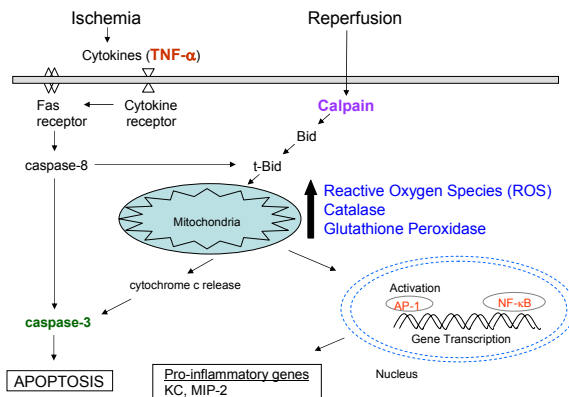 Ischemia
Reperfusion
Cytokines (TNF-α)
Fas
receptor
Cytokine
receptor
Calpain
Bid
caspase-8
t-Bid
Mitochondria
Reactive Oxygen Species (ROS)
Catalase
Glutathione Peroxidase
cytochrome c release
Activation
AP-1
NF-κB
Gene Transcription
caspase-3
Nucleus
APOPTOSIS
Pro-inflammatory genes
KC, MIP-2